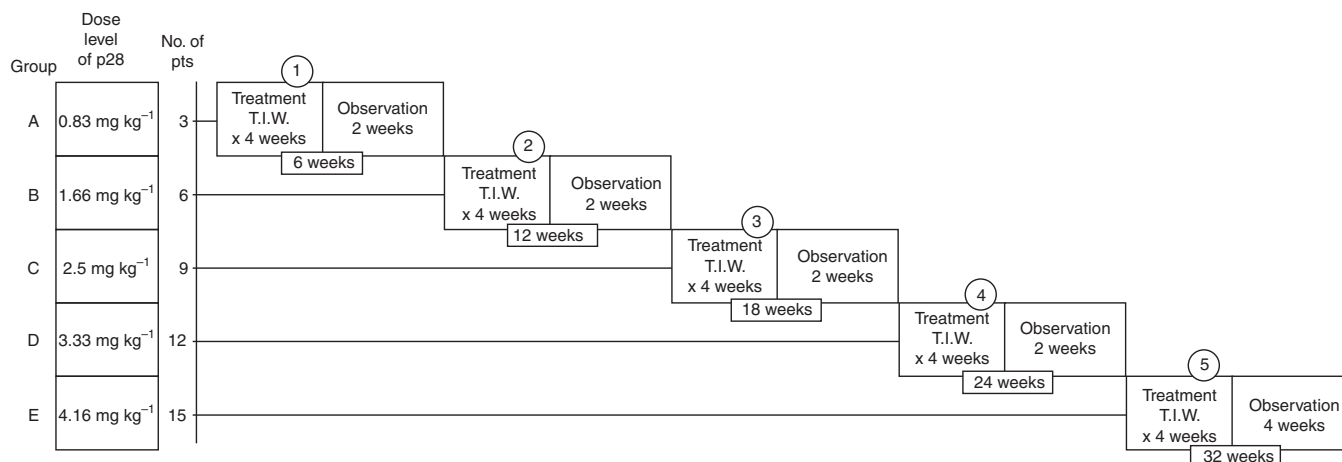 Dose
level
of p28
No. of
pts
Group
1
A
0.83 mg kg⁻¹
3
Treatment
T.I.W.
x 4 weeks
Observation
2 weeks
6 weeks
2
B
1.66 mg kg⁻¹
6
Treatment
T.I.W.
x 4 weeks
Observation
2 weeks
12 weeks
3
C
2.5 mg kg⁻¹
9
Treatment
T.I.W.
x 4 weeks
Observation
2 weeks
18 weeks
4
D
3.33 mg kg⁻¹
12
Treatment
T.I.W.
x 4 weeks
Observation
2 weeks
24 weeks
5
E
4.16 mg kg⁻¹
15
Treatment
T.I.W.
x 4 weeks
Observation
4 weeks
32 weeks